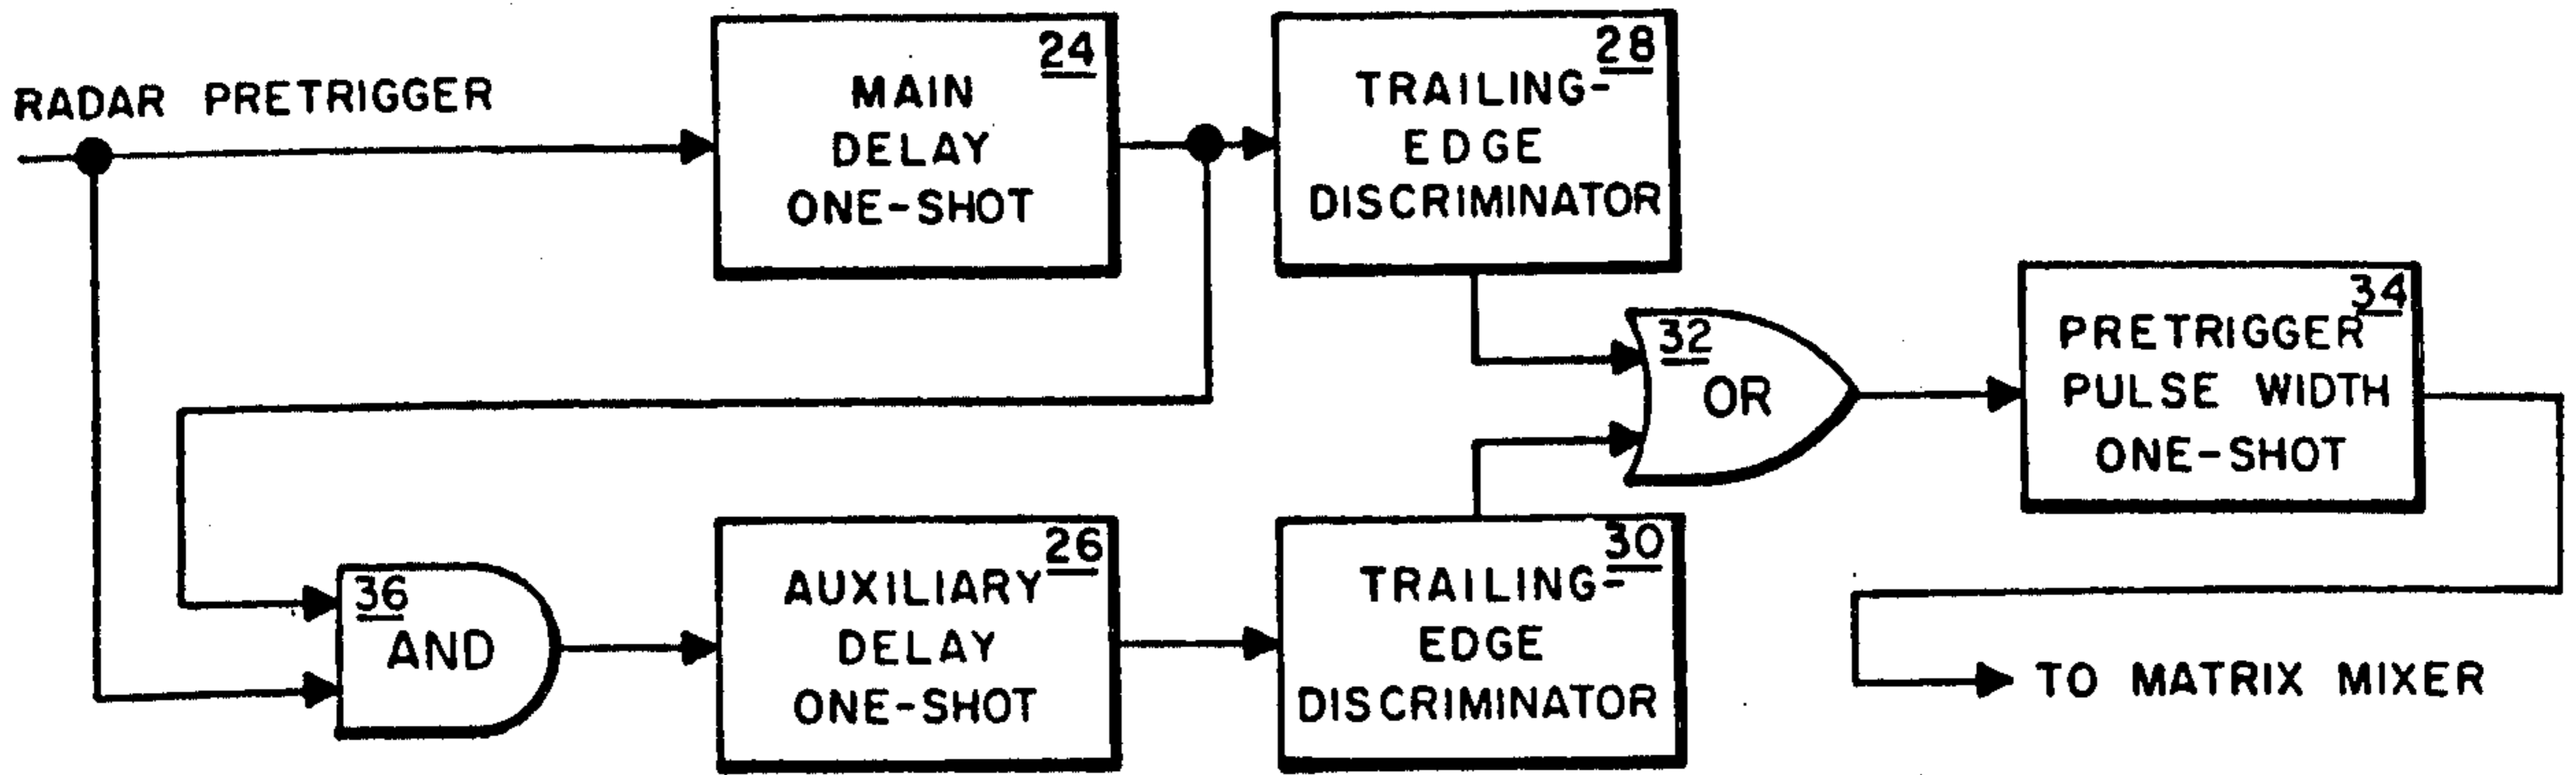 RADAR PRETRIGGER
24
MAIN
DELAY
ONE-SHOT
28
TRAILING-
EDGE
DISCRIMINATOR
32
OR
34
PRETRIGGER
PULSE WIDTH
ONE-SHOT
36
AND
26
AUXILIARY
DELAY
ONE-SHOT
30
TRAILING-
EDGE
DISCRIMINATOR
TO MATRIX MIXER